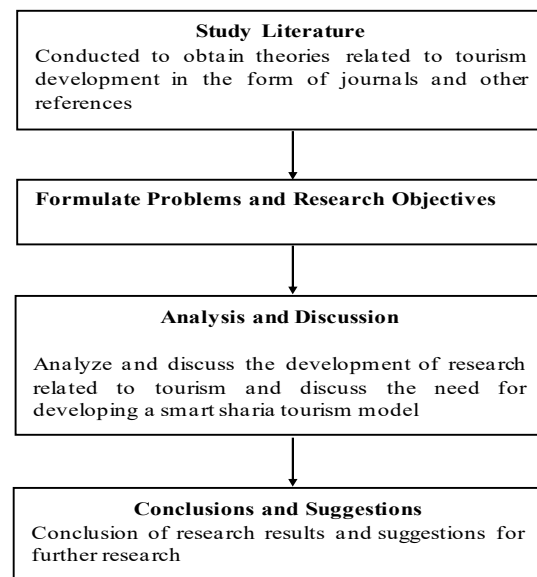 Study Literature
Conducted to obtain theories related to tourism
development in the form of journals and other
references
Formulate Problems and Research Objectives
Analysis and Discussion
Analyze and discuss the development of research
related to tourism and discuss the need for
developing a smart sharia tourism model
Conclusions and Suggestions
Conclusion of research results and suggestions for
further research